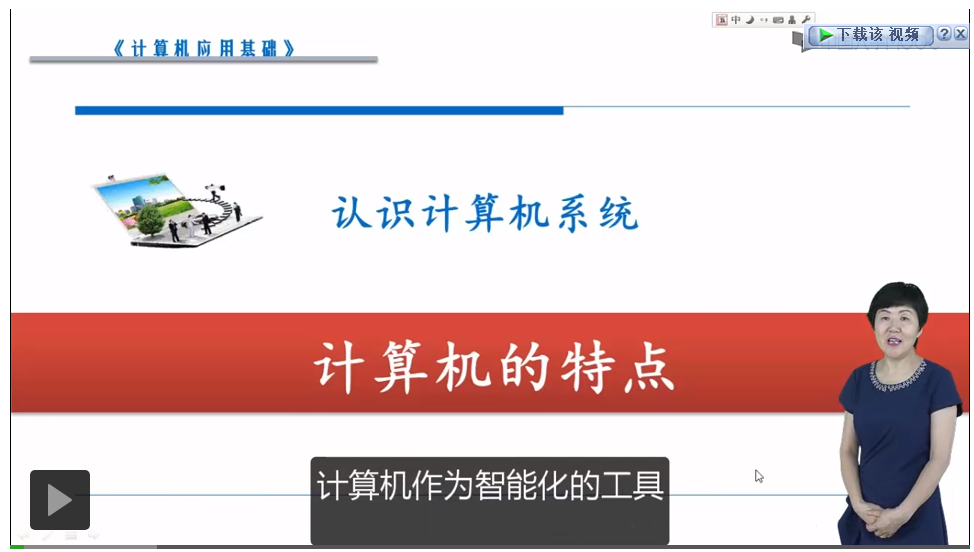 《计算机应用基础》
中
下载该视频
认识计算机系统
计算机的特点
计算机作为智能化的工具